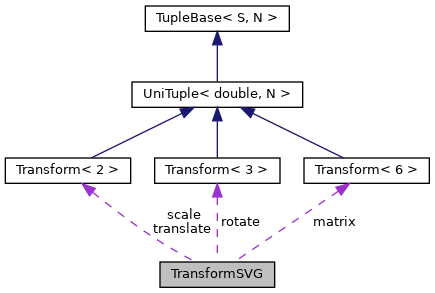 TupleBase< S, N >
UniTuple< double, N >
Transform< 2 >
Transform< 3 >
Transform< 6 >
scale
translate
rotate
matrix
TransformSVG